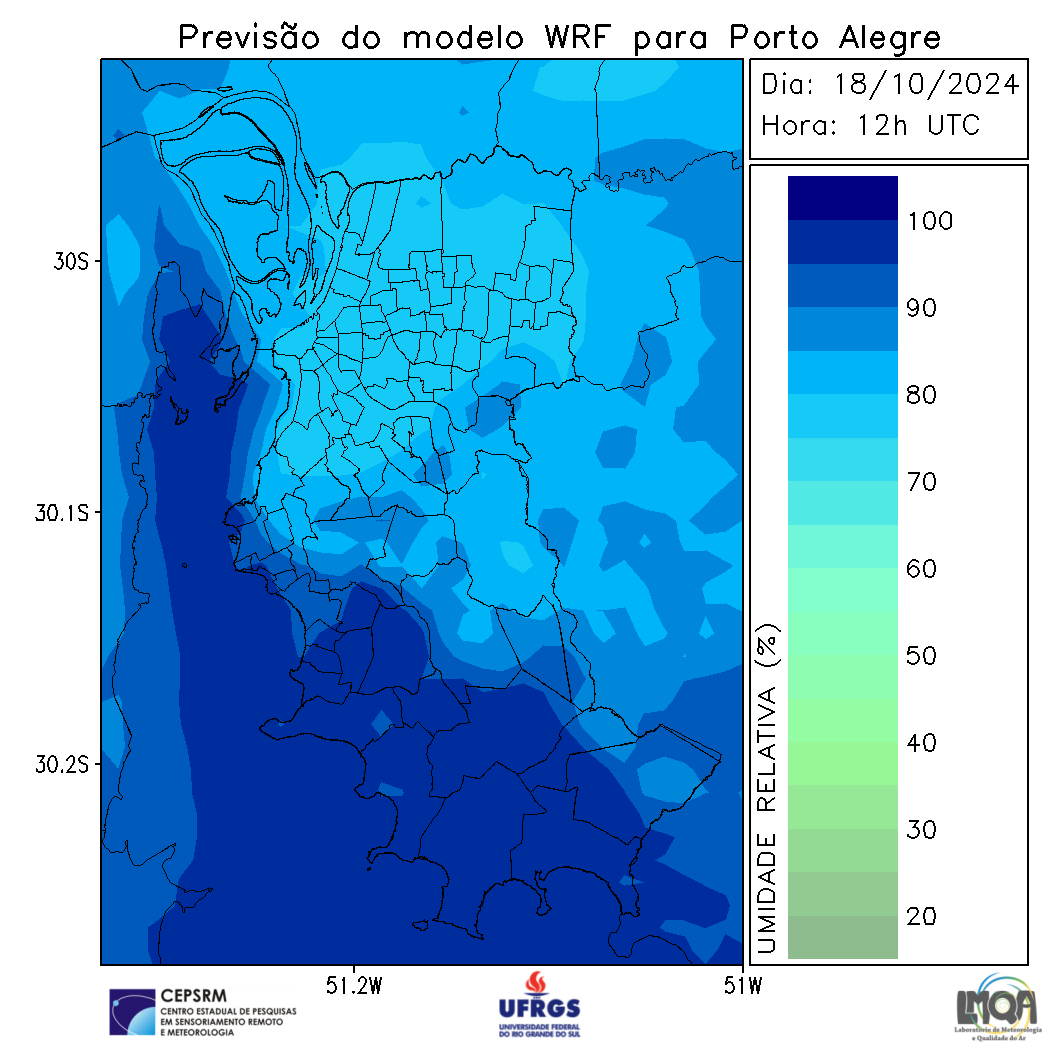 Previsão do modelo WRF para Porto Alegre
Dia: 18/10/2024
Hora: 12h UTC
30S
30.1S
30.2S
51.2W
51W
UMIDADE RELATIVA (%)
100
90
80
70
60
50
40
30
20
CEPSRM
CENTRO ESTADUAL DE PESQUISAS
EM SENSORIAMENTO REMOTO
E METEOROLOGIA
UFRGS
UNIVERSIDADE FEDERAL
DO RIO GRANDE DO SUL
LMQA
Laboratório de Meteorologia
e Qualidade do Ar